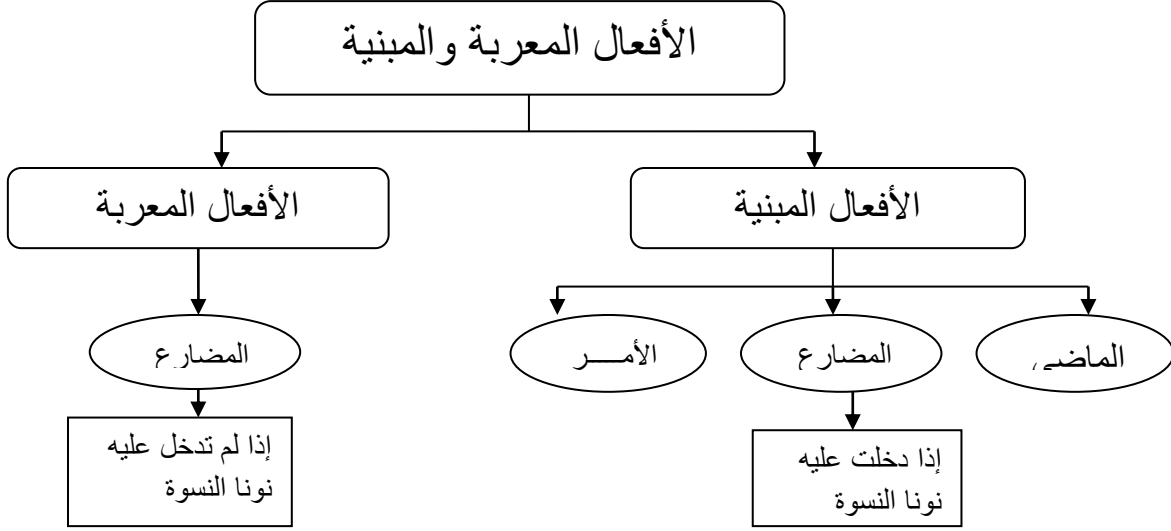 الأفعال المعربة والمبنية
الأفعال المبنية
الأفعال المعربة
الماضي
المضارع
الأمـــر
المضارع
إذا دخلت عليه
نونا النسوة
إذا لم تدخل عليه
نونا النسوة